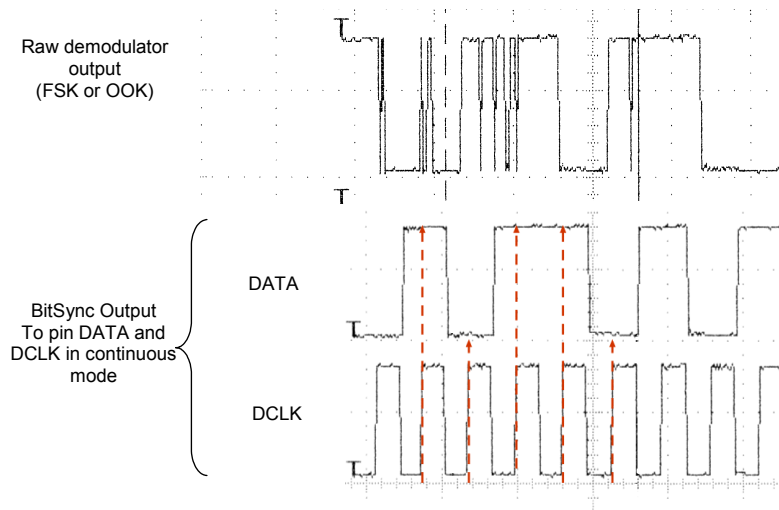 Raw demodulator
output
(FSK or OOK)
DATA
BitSync Output
To pin DATA and
DCLK in continuous
mode
DCLK